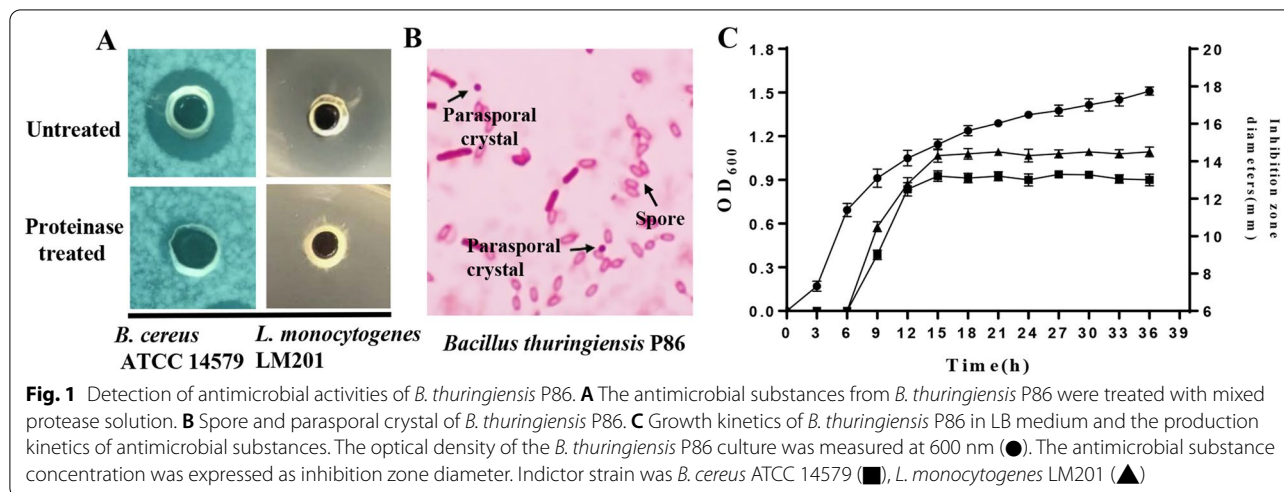 A
Untreated
Proteinase
treated
B. cereus
ATCC 14579
L. monocytogenes
LM201
B
Parasporal
crystal
Spore
Parasporal
crystal
Bacillus thuringiensis P86
C
OD600
1.8
1.5
1.2
0.9
0.6
0.3
0.0
20
18
16
14
12
10
8
6
Inhibition zone
diameters(mm)
0 3 6 9 12 15 18 21 24 27 30 33 36 39
Time(h)
Fig. 1 Detection of antimicrobial activities of B. thuringiensis P86. A The antimicrobial substances from B. thuringiensis P86 were treated with mixed
protease solution. B Spore and parasporal crystal of B. thuringiensis P86. C Growth kinetics of B. thuringiensis P86 in LB medium and the production
kinetics of antimicrobial substances. The optical density of the B. thuringiensis P86 culture was measured at 600 nm (●). The antimicrobial substance
concentration was expressed as inhibition zone diameter. Indictor strain was B. cereus ATCC 14579 (■), L. monocytogenes LM201 (▲)